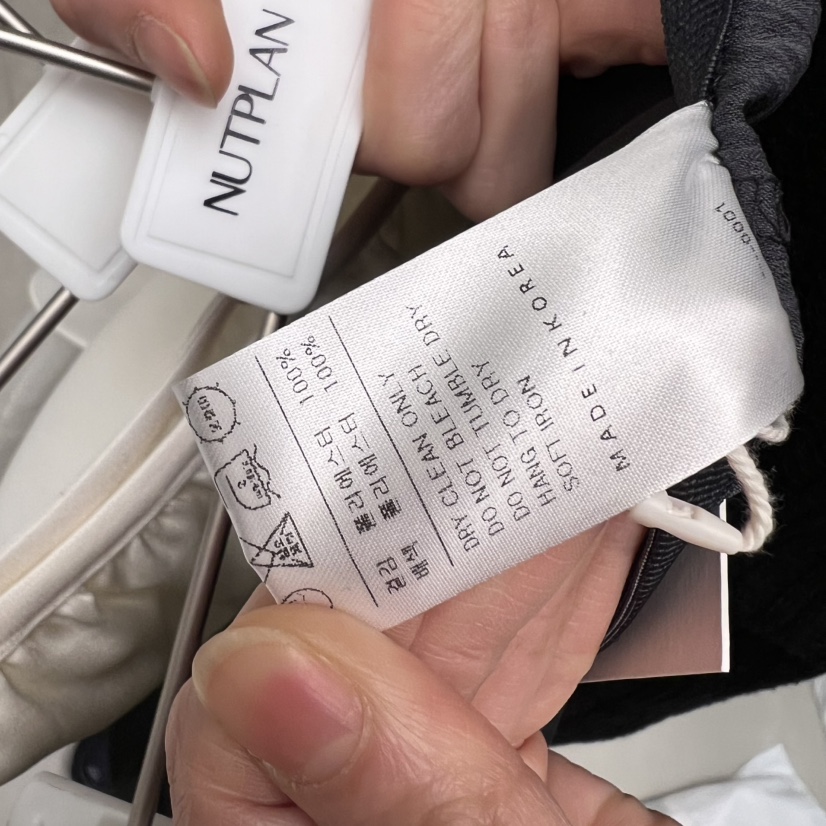 NUTPLAN
겉감 폴리에스터 100%
배색 폴리에스터 100%
DRY CLEAN ONLY
DO NOT BLEACH
DO NOT TUMBLE DRY
HANG TO DRY
SOFT IRON
MADE IN KOREA